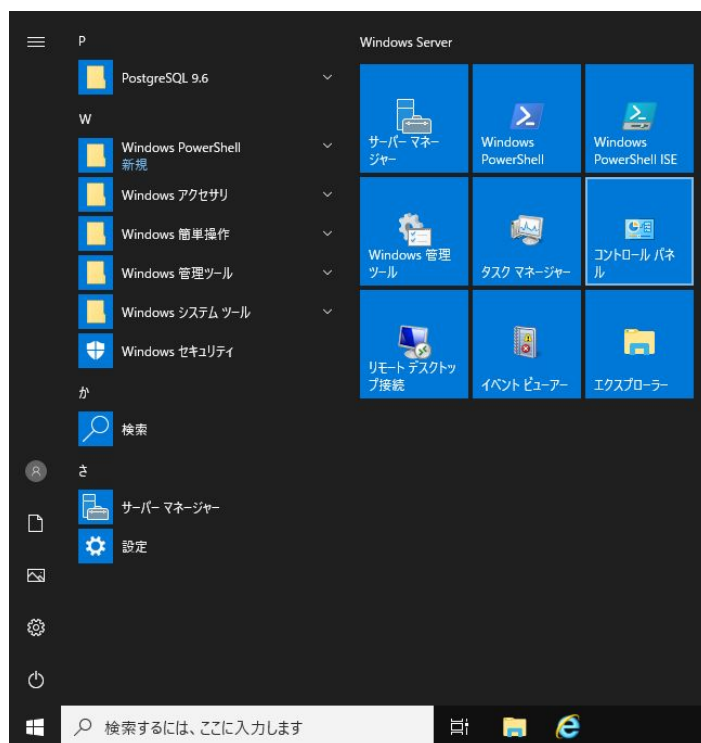 P
PostgreSQL 9.6
W
Windows PowerShell
新規
Windows アクセサリ
Windows 簡単操作
Windows 管理ツール
Windows システム ツール
Windows セキュリティ
か
検索
さ
サーバー マネージャー
設定
Windows Server
サーバー マネー
ジャー
Windows
PowerShell
Windows
PowerShell ISE
Windows 管理
ツール
タスク マネージャー
コントロール パネ
ル
リモート デスクトッ
プ接続
イベント ビューアー
エクスプローラー
検索するには、ここに入力します